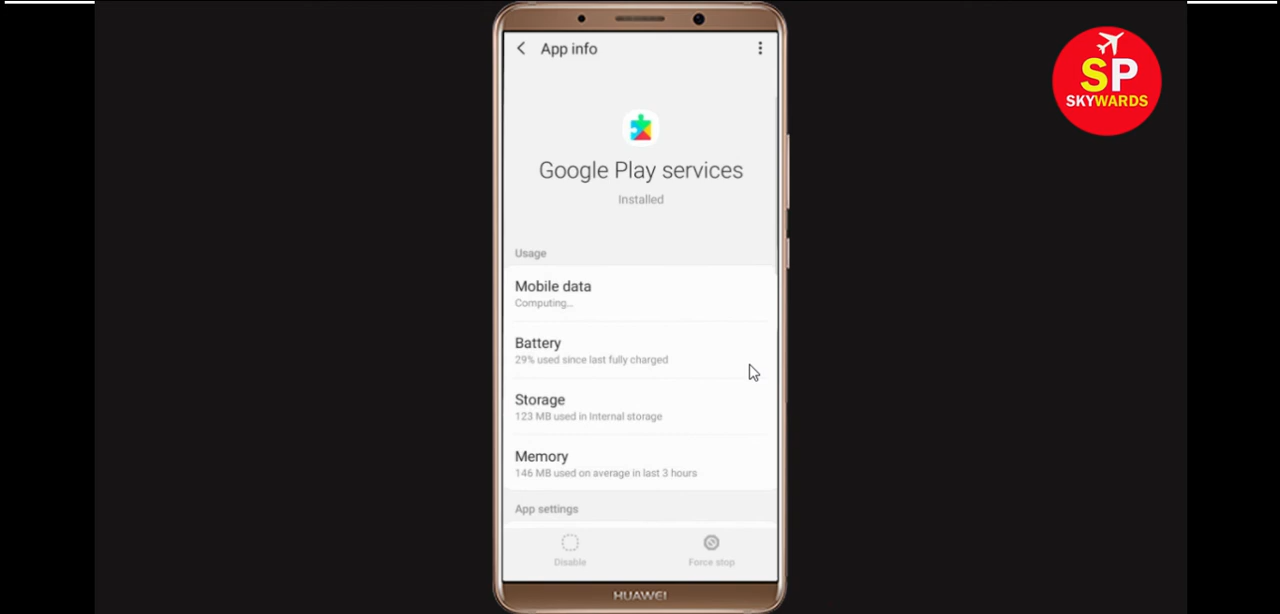 App info
SP
SKYWARDS
Google Play services
Installed
Usage
Mobile data
Computing...
Battery
29% used since last fully charged
Storage
123 MB used in Internal storage
Memory
146 MB used on average in last 3 hours
App settings
Disable
Force stop
HUAWEI